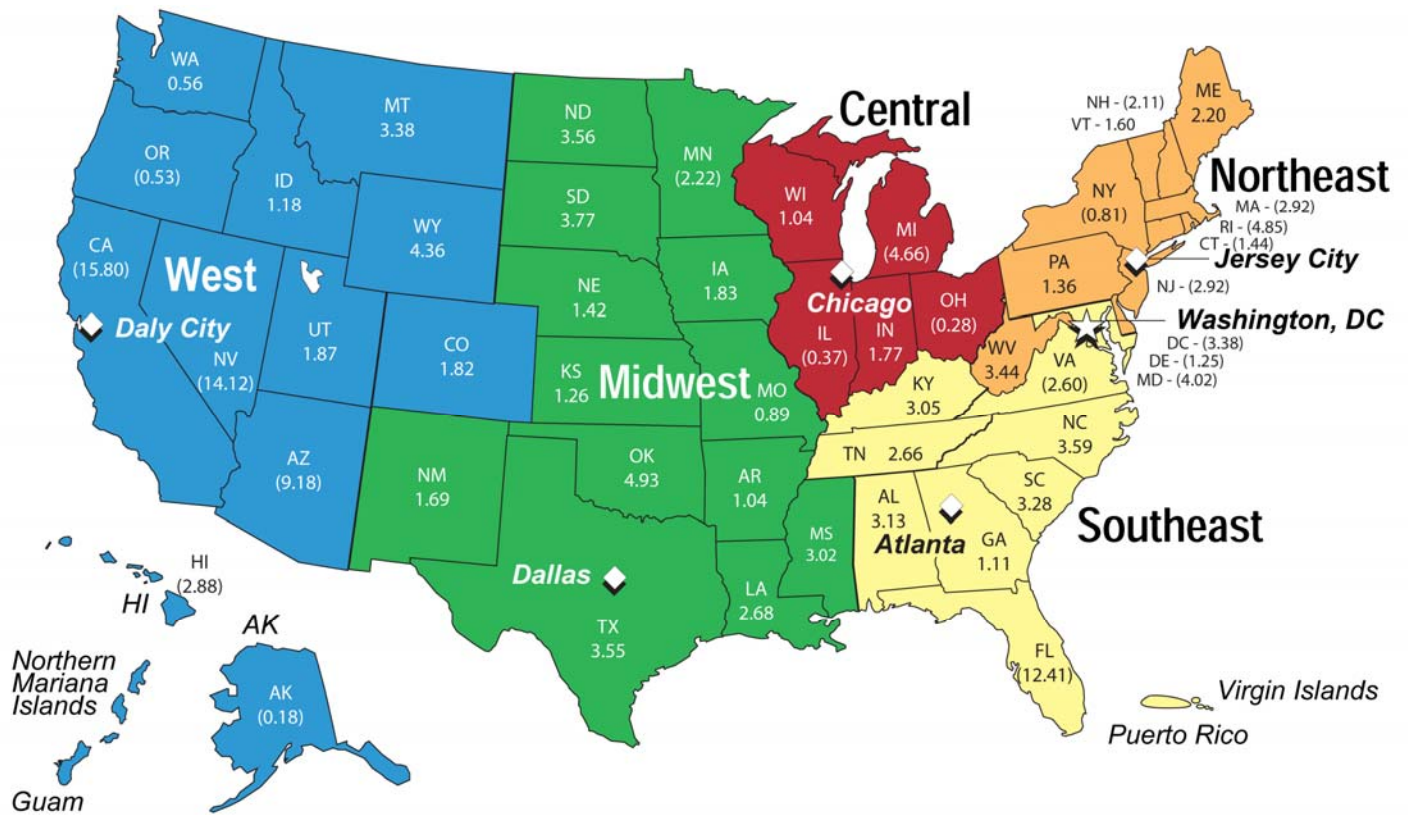 WA
0.56
MT
3.38
OR
(0.53)
ID
1.18
WY
4.36
CA
(15.80)
West
Daly City
NV
(14.12)
UT
1.87
CO
1.82
AZ
(9.18)
HI
(2.88)
HI
AK
Northern
Mariana
Islands
AK
(0.18)
Guam
ND
3.56
MN
(2.22)
SD
3.77
NE
1.42
IA
1.83
KS
1.26
Midwest
MO
0.89
NM
1.69
OK
4.93
AR
1.04
Dallas
TX
3.55
LA
2.68
MS
3.02
Central
WI
1.04
MI
(4.66)
Chicago
IL
(0.37)
IN
1.77
OH
(0.28)
NH - (2.11)
VT - 1.60
ME
2.20
Northeast
NY
(0.81)
MA - (2.92)
RI - (4.85)
CT - (1.44)
Jersey City
PA
1.36
NJ - (2.92)
Washington, DC
DC - (3.38)
DE - (1.25)
MD - (4.02)
WV
3.44
VA
(2.60)
KY
3.05
NC
3.59
TN 2.66
SC
3.28
AL
3.13
Atlanta
GA
1.11
Southeast
FL
(12.41)
Virgin Islands
Puerto Rico